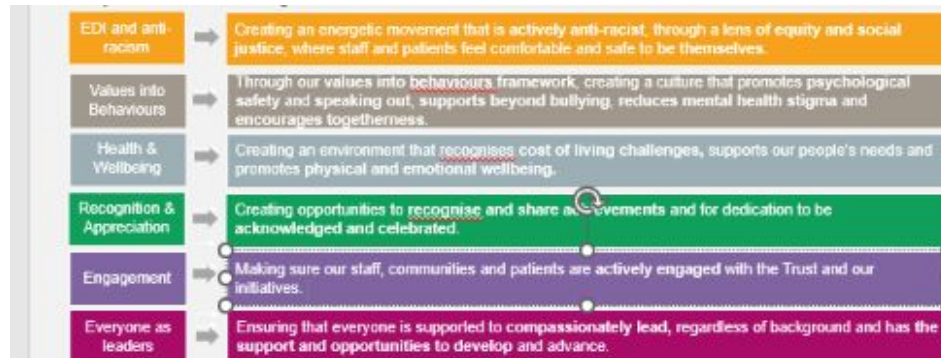 EDI and anti-
racism
Creating an energetic movement that is actively anti-racist, through a lens of equity and social
justice, where staff and patients feel comfortable and safe to be themselves.
Values into
Behaviours
Through our values into behaviours framework, creating a culture that promotes psychological
safety and speaking out, supports beyond bullying, reduces mental health stigma and
encourages togetherness.
Health &
Wellbeing
Creating an environment that recognises cost of living challenges, supports our people's needs and
promotes physical and emotional wellbeing.
Recognition &
Appreciation
Creating opportunities to recognise and share achievements and for dedication to be
acknowledged and celebrated.
Engagement
Making sure our staff, communities and patients are actively engaged with the Trust and our
initiatives.
Everyone as
leaders
Ensuring that everyone is supported to compassionately lead, regardless of background and has the
support and opportunities to develop and advance.